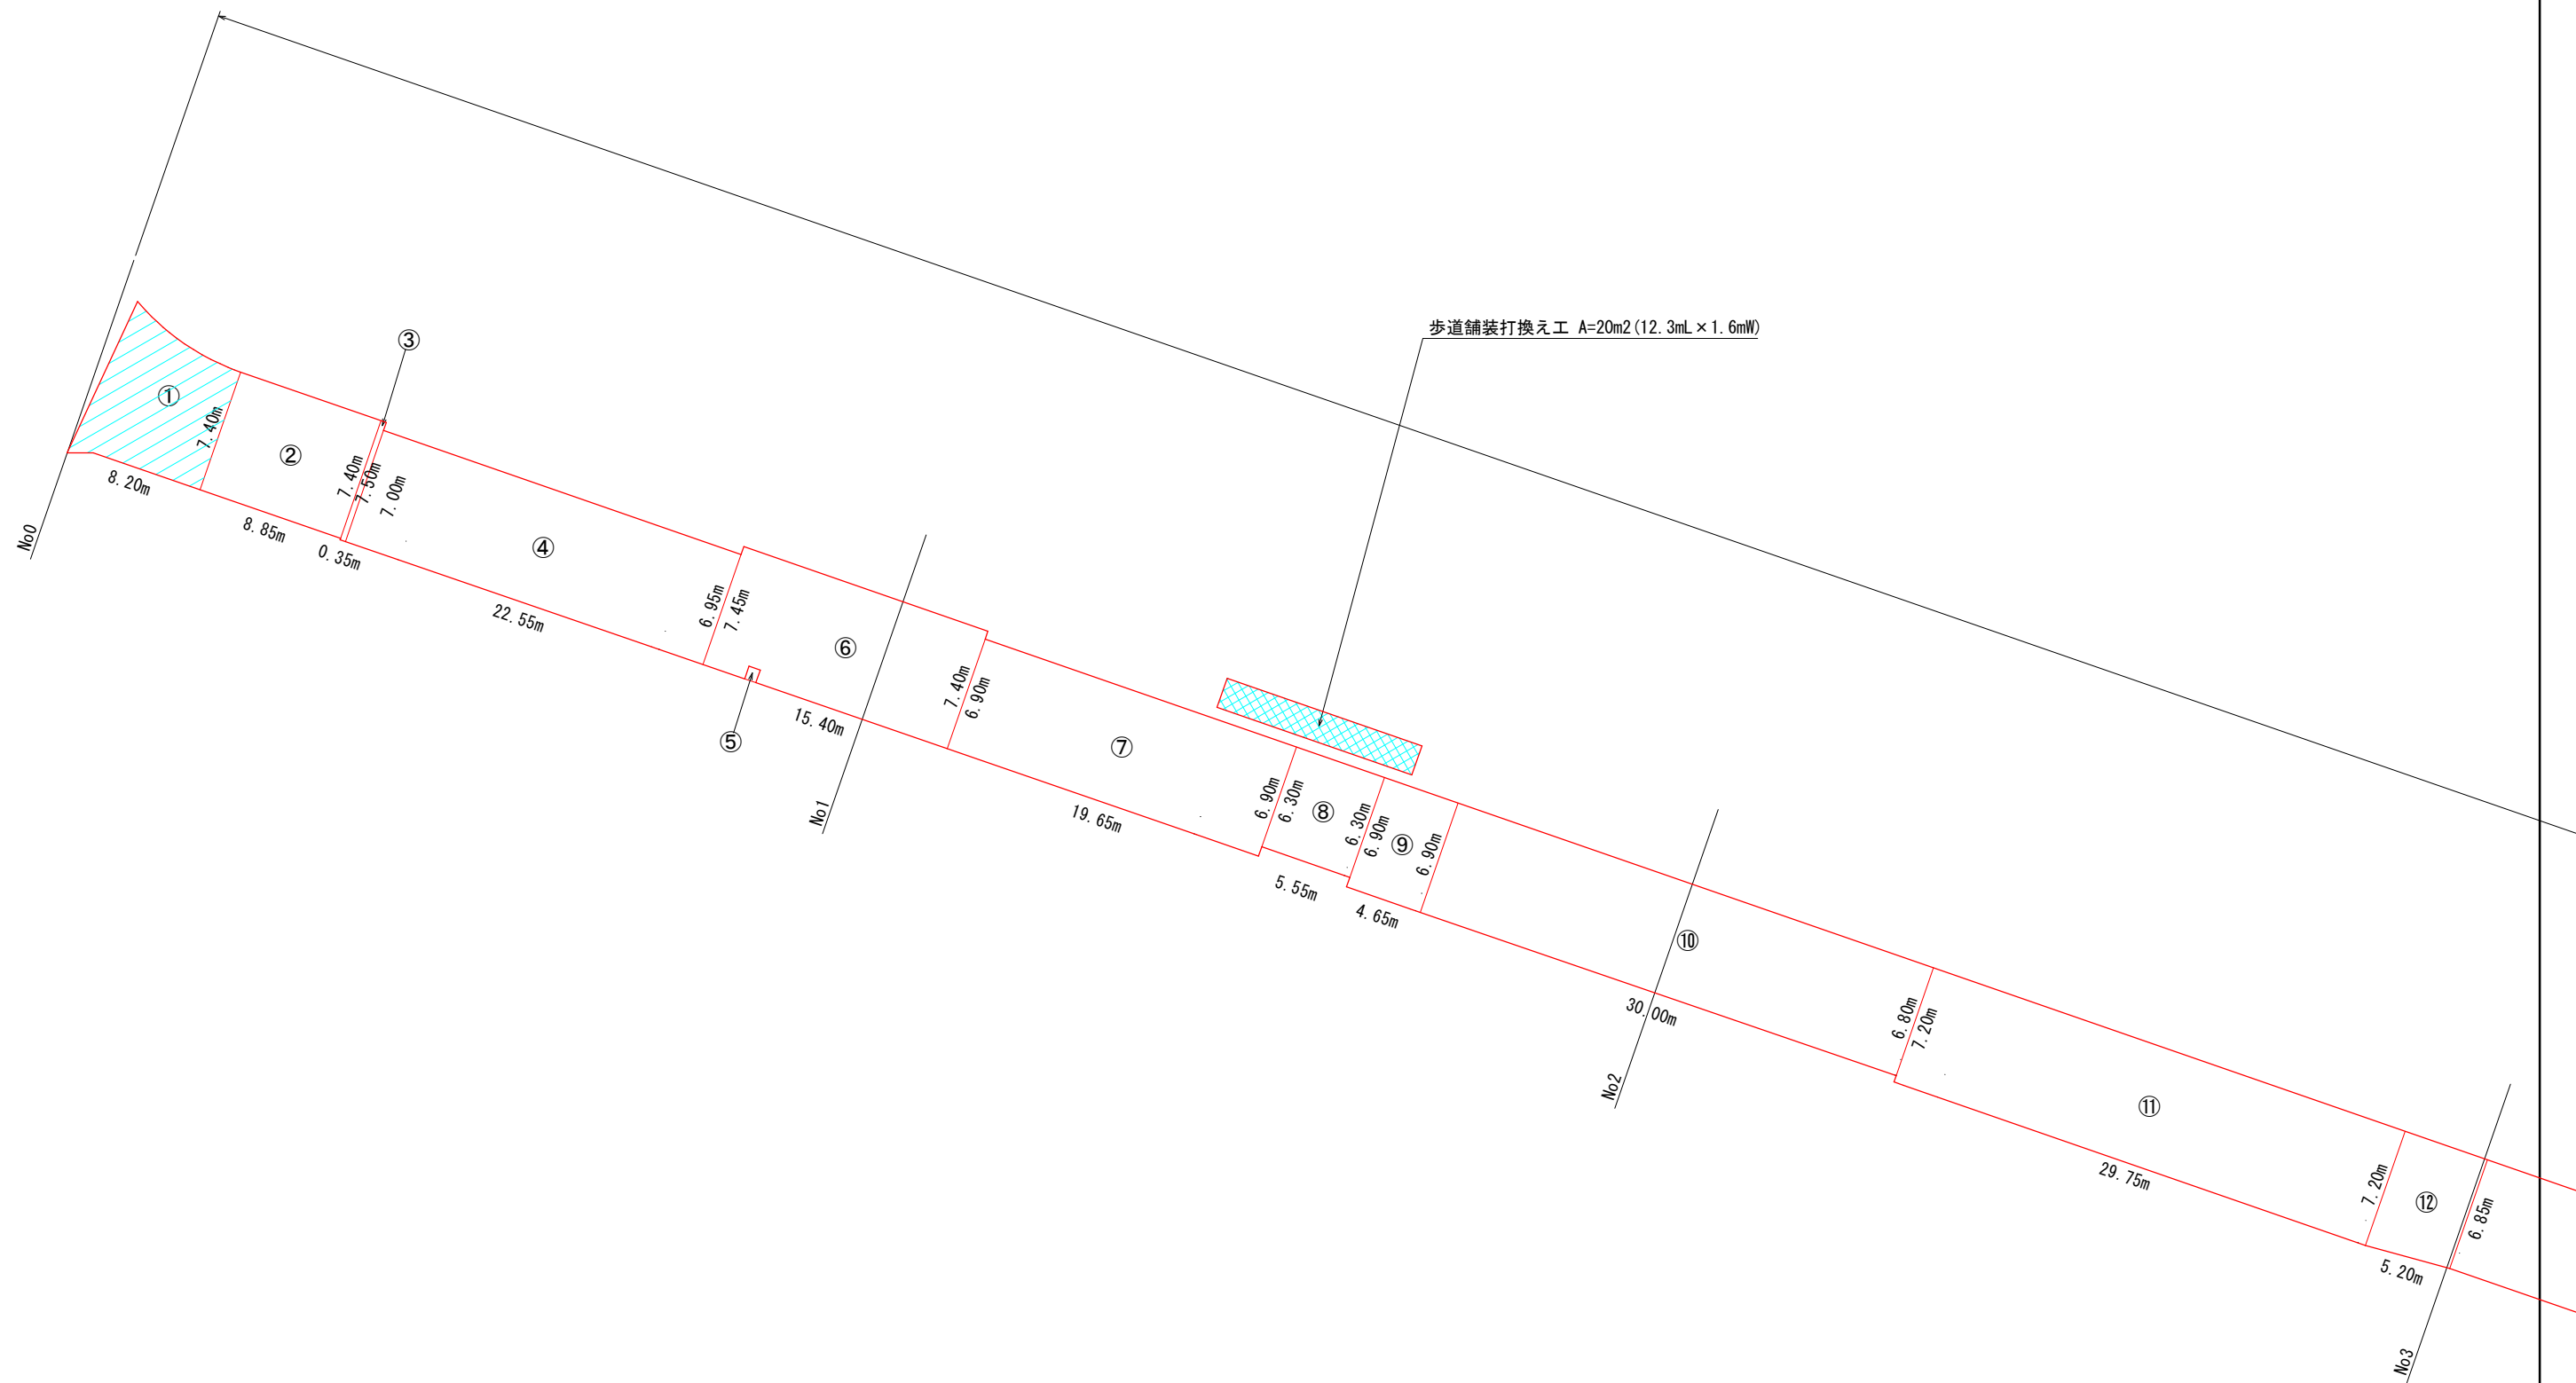 歩道舗装打換え工 A=20m2(12.3mL×1.6mW)
③
①
7.40m
②
7.40m
7.50m
7.00m
8.20m
8.85m
0.35m
No0
④
22.55m
6.95m
7.45m
⑥
⑤
15.40m
No1
7.40m
6.90m
⑦
19.65m
6.90m
6.30m
⑧
6.30m
6.90m
⑨
6.90m
5.55m
4.65m
⑩
30.00m
No2
6.80m
7.20m
⑪
29.75m
7.20m
⑫
6.85m
5.20m
No3